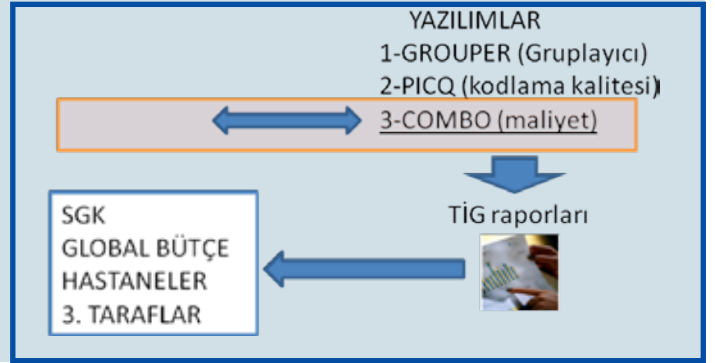 YAZILIMLAR
1-GROUPER (Gruplayıcı)
2-PICQ (kodlama kalitesi)
3-COMBO (maliyet)
TİG raporları
SGK
GLOBAL BÜTÇE
HASTANELER
3. TARAFLAR